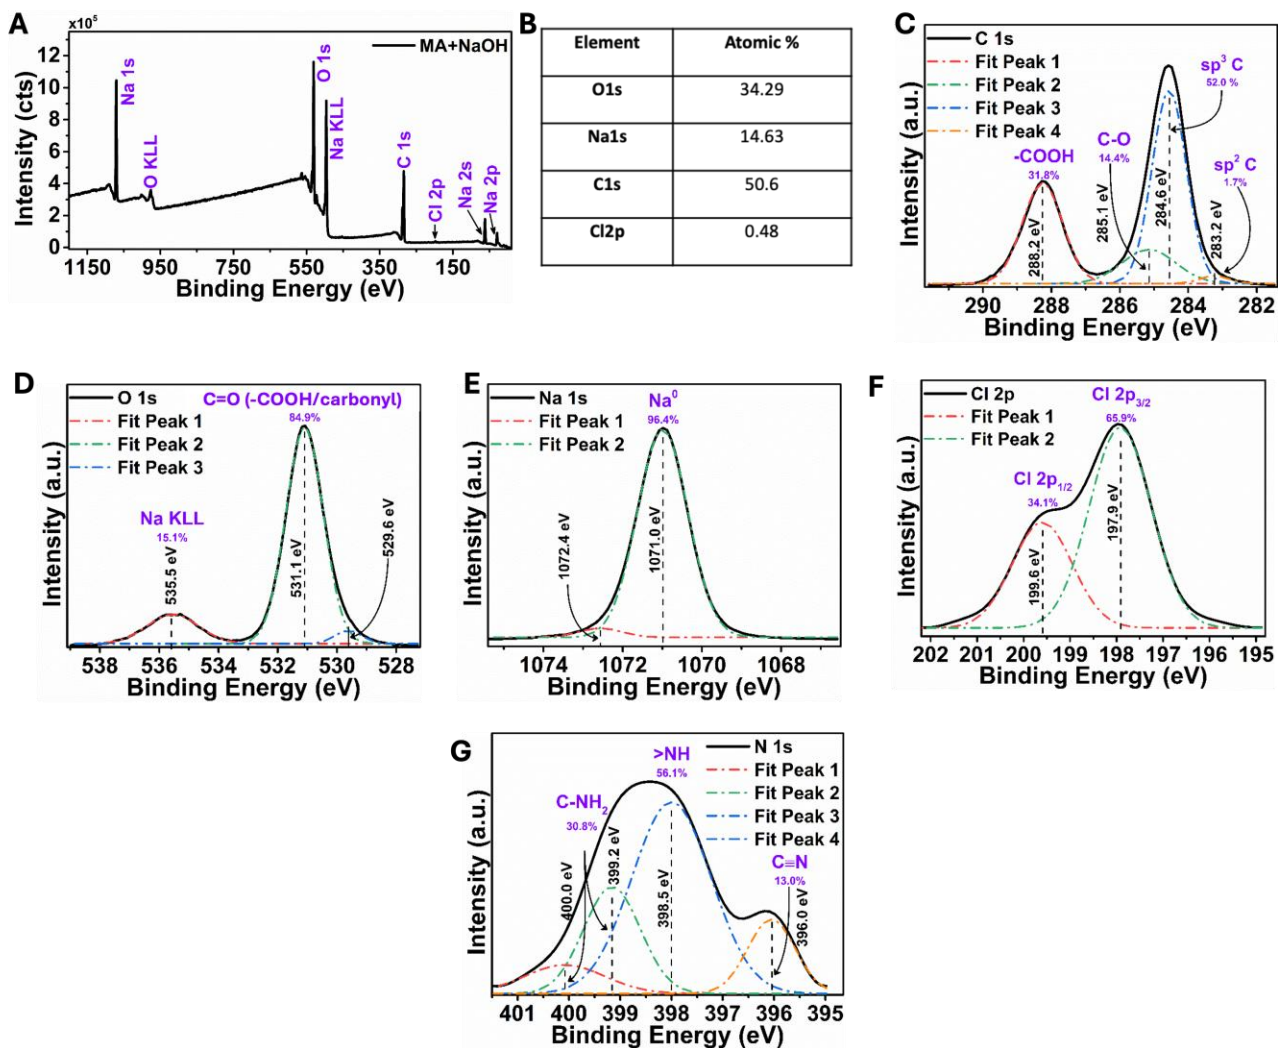 A
x10⁵
MA+NaOH
Intensity (cts)
12
10
8
6
4
2
0
Na 1s
O KLL
O 1s
Na KLL
C 1s
Cl 2p
Na 2s
Na 2p
1150 950 750 550 350 150
Binding Energy (eV)
B
Element Atomic %
O1s 34.29
Na1s 14.63
C1s 50.6
Cl2p 0.48
C
C 1s
Fit Peak 1
Fit Peak 2
Fit Peak 3
Fit Peak 4
sp³ C
52.0 %
C-O
14.4%
-COOH
31.8%
sp² C
1.7%
288.2 eV
285.1 eV
284.6 eV
283.2 eV
Intensity (a.u.)
290 288 286 284 282
Binding Energy (eV)
D
O 1s
Fit Peak 1
Fit Peak 2
Fit Peak 3
C=O (-COOH/carbonyl)
84.9%
Na KLL
15.1%
535.5 eV
531.1 eV
529.6 eV
Intensity (a.u.)
538 536 534 532 530 528
Binding Energy (eV)
E
Na 1s
Fit Peak 1
Fit Peak 2
Na⁰
96.4%
1072.4 eV
1071.0 eV
Intensity (a.u.)
1074 1072 1070 1068
Binding Energy (eV)
F
Cl 2p
Fit Peak 1
Fit Peak 2
Cl 2p₃/₂
65.9%
Cl 2p₁/₂
34.1%
199.6 eV
197.9 eV
Intensity (a.u.)
202 201 200 199 198 197 196 195
Binding Energy (eV)
G
N 1s
Fit Peak 1
Fit Peak 2
Fit Peak 3
Fit Peak 4
>NH
56.1%
C-NH₂
30.8%
C≡N
13.0%
400.0 eV
399.2 eV
398.5 eV
396.0 eV
Intensity (a.u.)
401 400 399 398 397 396 395
Binding Energy (eV)